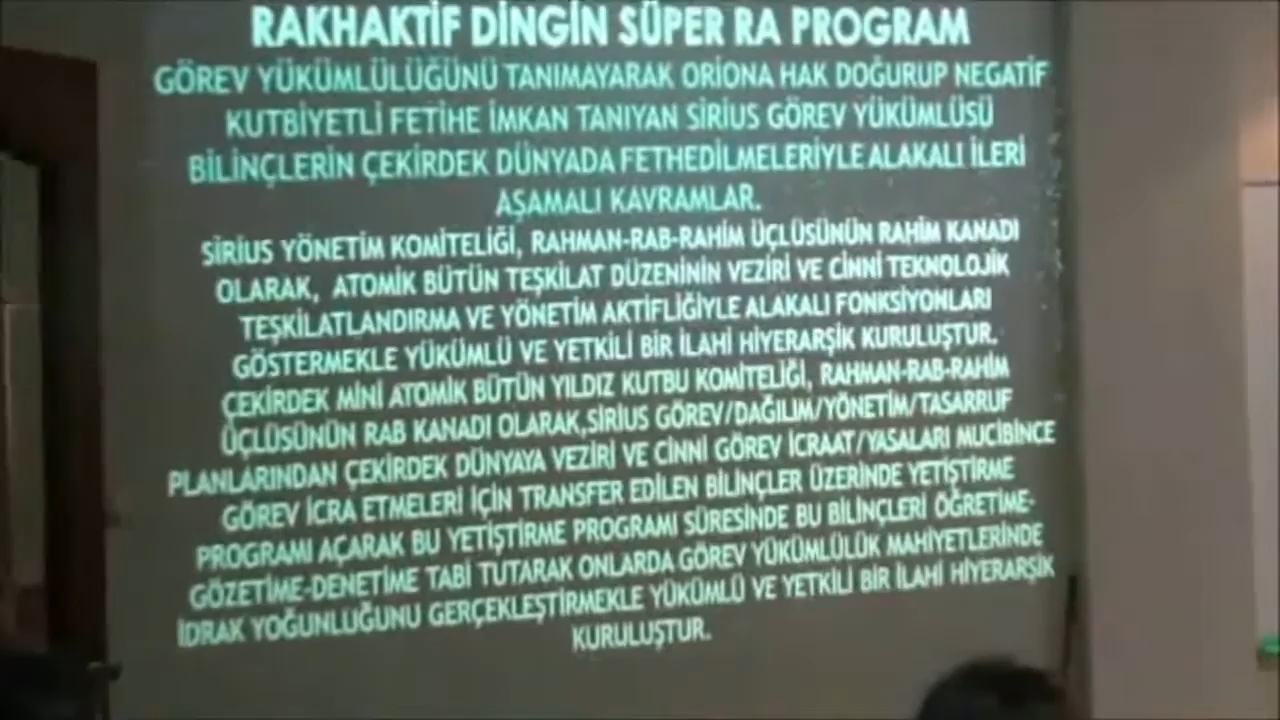 RAKHAKTİF DİNGİN SÜPER RA PROGRAM
GÖREV YÜKÜMLÜLÜĞÜNÜ TANIMAYARAK ORIONA HAK DOĞURUP NEGATİF
KUTBİYETLİ FETİHE İMKAN TANIYAN SİRİUS GÖREV YÜKÜMLÜSÜ
BİLİNÇLERİN ÇEKİRDEK DÜNYADA FETHEDİLMELERİYLE ALAKALI İLERİ
AŞAMALI KAVRAMLAR.
SİRİUS YÖNETİM KOMİTELİĞİ, RAHMAN-RAB-RAHİM ÜÇLÜSÜNÜN RAHİM KANADI
OLARAK, ATOMİK BÜTÜN TEŞKİLAT DÜZENİNİN VEZİRİ VE CİNNİ TEKNOLOJİK
TEŞKİLATLANDIRMA VE YÖNETİM AKTİFLİĞİYLE ALAKALI FONKSİYONLARI
GÖSTERMEKLE YÜKÜMLÜ VE YETKİLİ BİR İLAHİ HİYERARŞİK KURULUŞTUR.
ÇEKİRDEK MİNİ ATOMİK BÜTÜN YILDIZ KUTBU KOMİTELİĞİ, RAHMAN-RAB-RAHİM
ÜÇLÜSÜNÜN RAB KANADI OLARAK,SİRİUS GÖREV/DAĞILIM/YÖNETİM/TASARRUF
PLANLARINDAN ÇEKİRDEK DÜNYAYA VEZİRİ VE CİNNİ GÖREV İCRAAT/YASALARI MUCİBİNCE
GÖREV İCRA ETMELERİ İÇİN TRANSFER EDİLEN BİLİNÇLER ÜZERİNDE YETİŞTİRME
PROGRAMI AÇARAK BU YETİŞTİRME PROGRAMI SÜRESİNDE BU BİLİNÇLERİ ÖĞRETİME-
GÖZETİME-DENETİME TABİ TUTARAK ONLARDA GÖREV YÜKÜMLÜLÜK MAHİYETLERİNDE
İDRAK YOĞUNLUĞUNU GERÇEKLEŞTİRMEKLE YÜKÜMLÜ VE YETKİLİ BİR İLAHİ HİYERARŞİK
KURULUŞTUR.